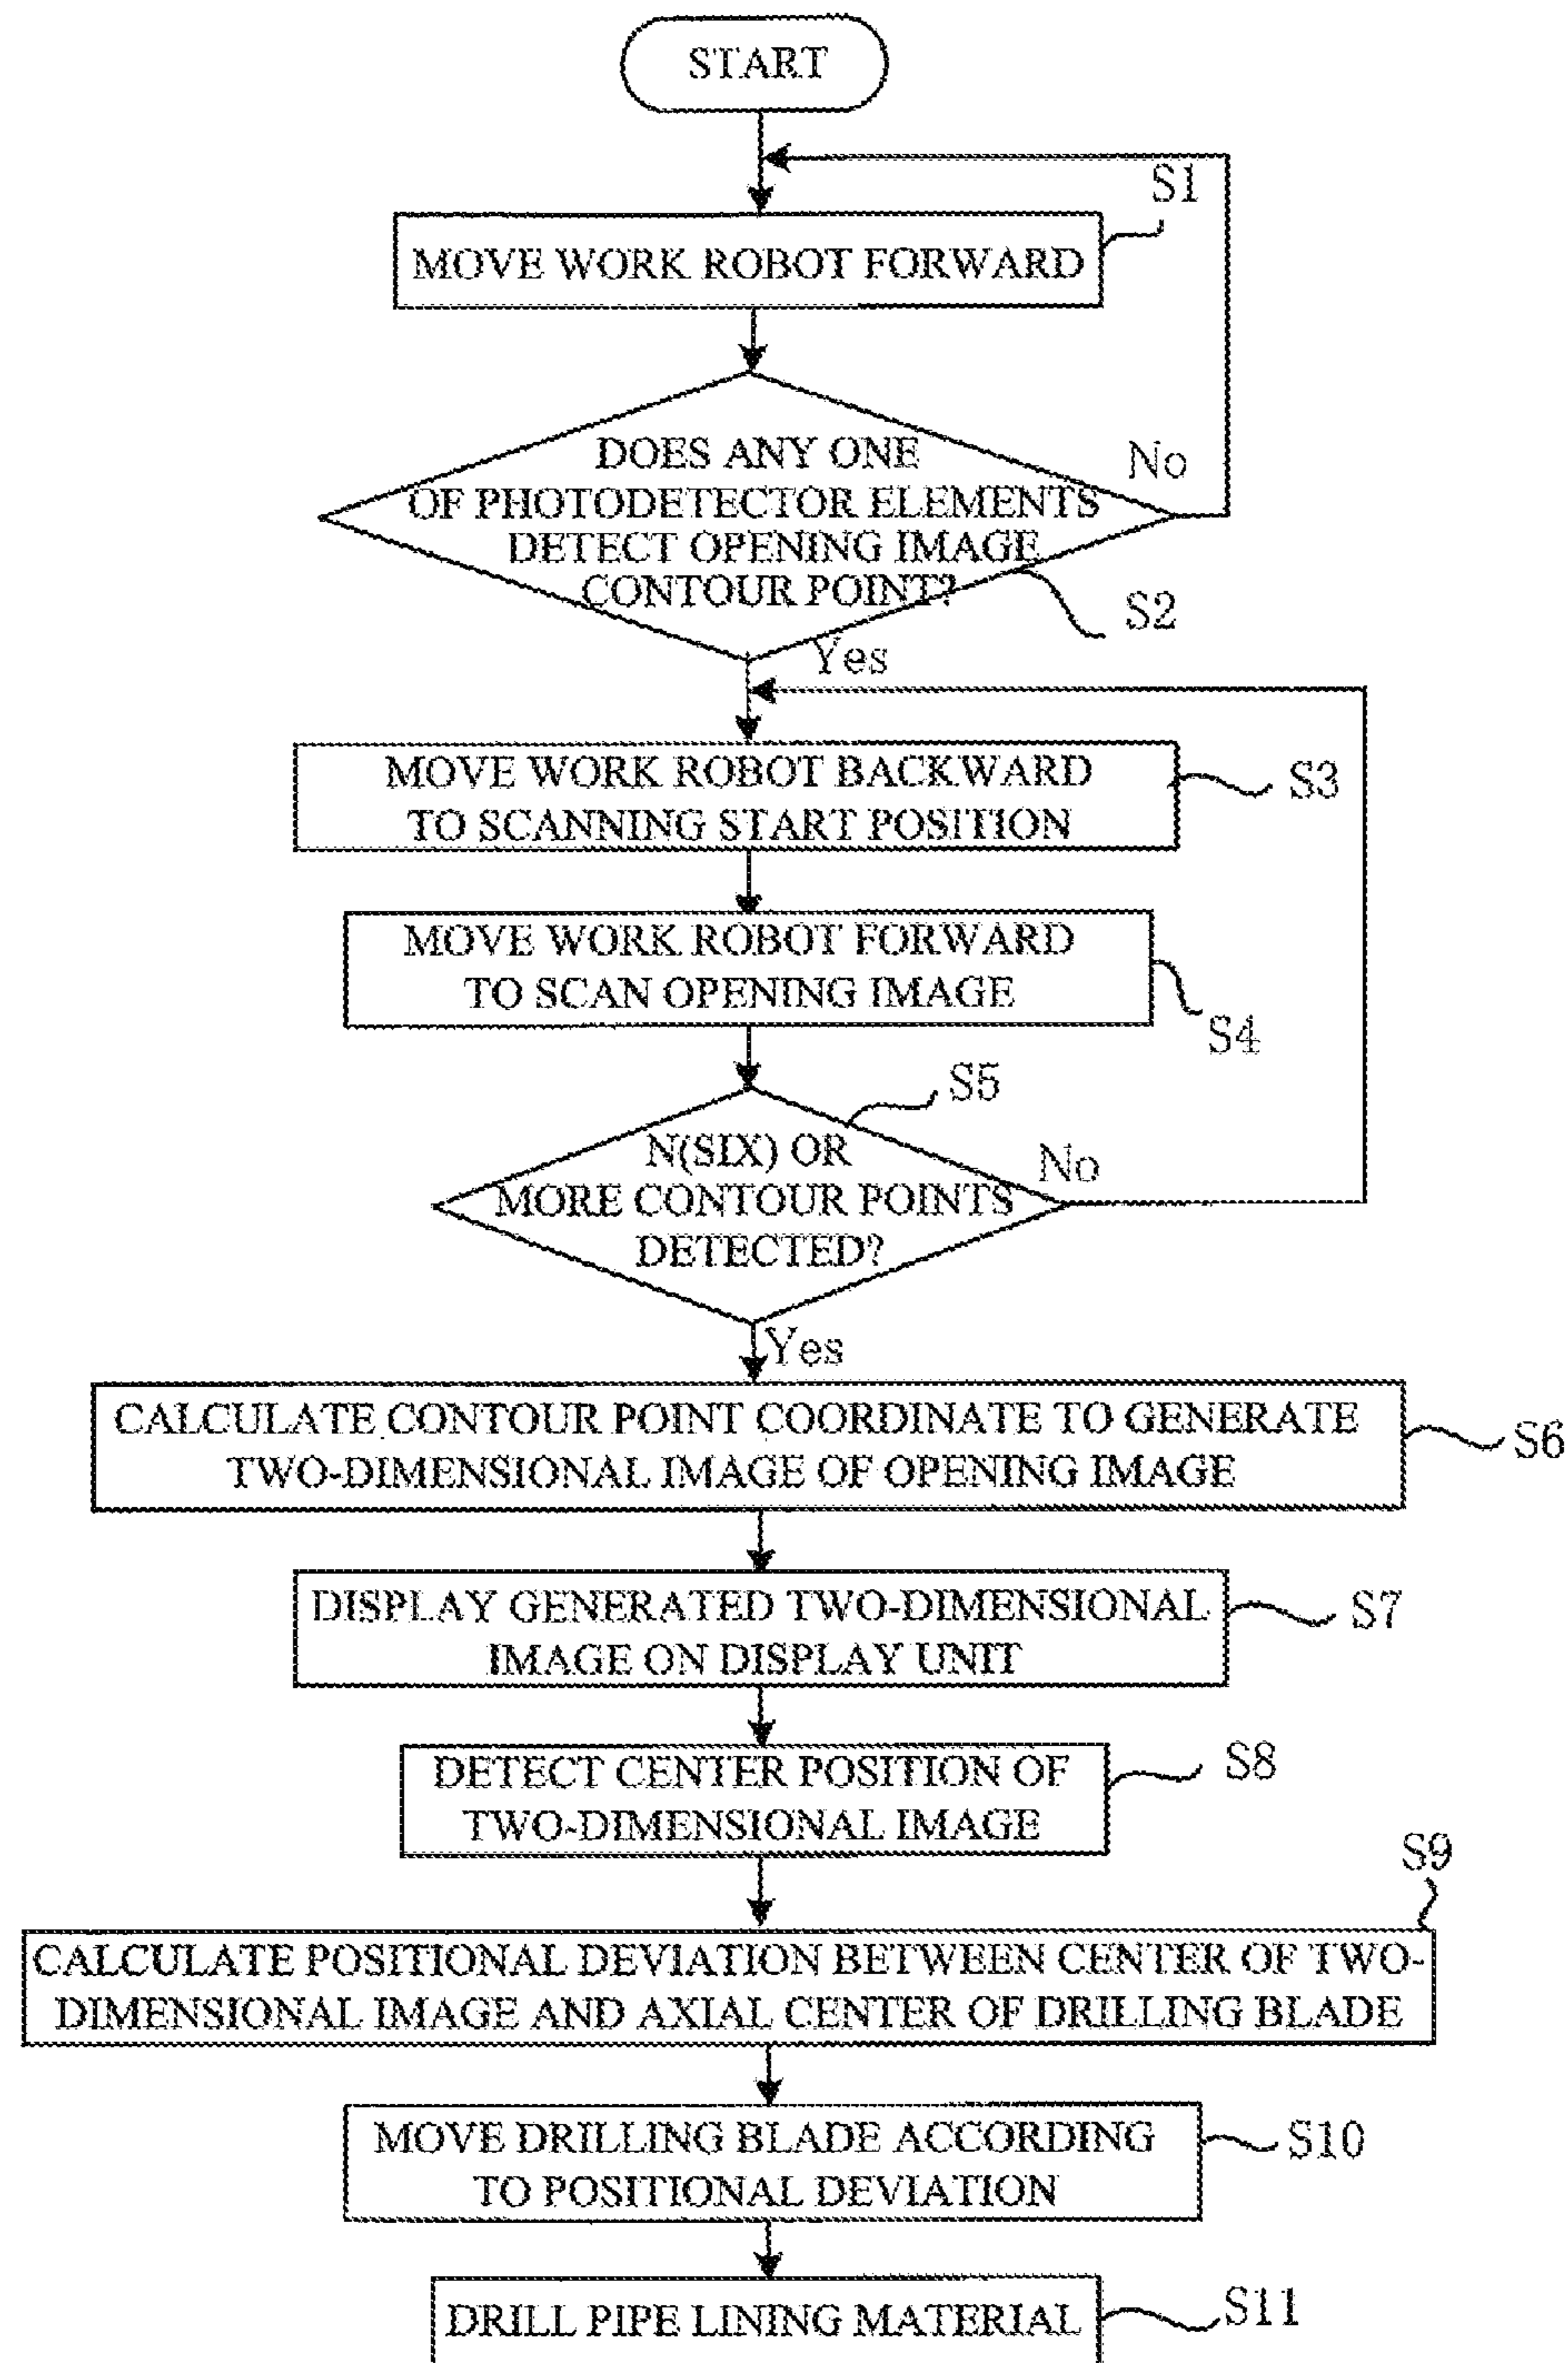 START
S1
MOVE WORK ROBOT FORWARD
DOES ANY ONE
OF PHOTODETECTOR ELEMENTS
DETECT OPENING IMAGE
CONTOUR POINT?
No
S2
Yes
MOVE WORK ROBOT BACKWARD
TO SCANNING START POSITION
S3
MOVE WORK ROBOT FORWARD
TO SCAN OPENING IMAGE
S4
S5
N(SIX) OR
MORE CONTOUR POINTS
DETECTED?
No
Yes
CALCULATE CONTOUR POINT COORDINATE TO GENERATE
TWO-DIMENSIONAL IMAGE OF OPENING IMAGE
S6
DISPLAY GENERATED TWO-DIMENSIONAL
IMAGE ON DISPLAY UNIT
S7
DETECT CENTER POSITION OF
TWO-DIMENSIONAL IMAGE
S8
S9
CALCULATE POSITIONAL DEVIATION BETWEEN CENTER OF TWO-
DIMENSIONAL IMAGE AND AXIAL CENTER OF DRILLING BLADE
MOVE DRILLING BLADE ACCORDING
TO POSITIONAL DEVIATION
S10
DRILL PIPE LINING MATERIAL
S11